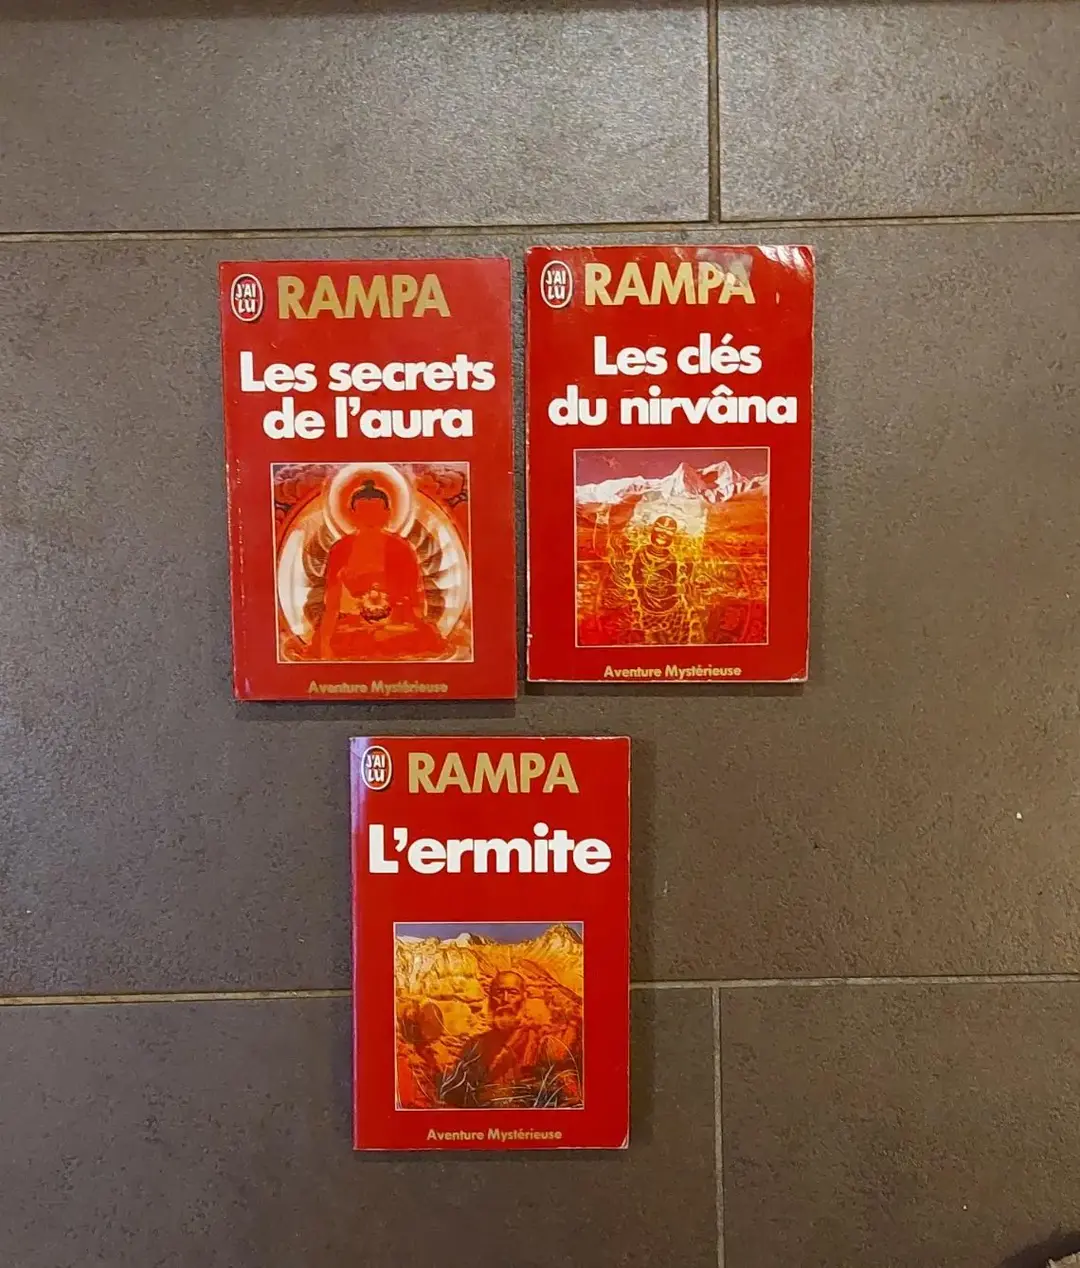 J'AI
LU
RAMPA
Les secrets
de l'aura
Aventure Mystérieuse
J'AI
LU
RAMPA
Les clés
du nirvâna
Aventure Mystérieuse
J'AI
LU
RAMPA
L'ermite
Aventure Mystérieuse